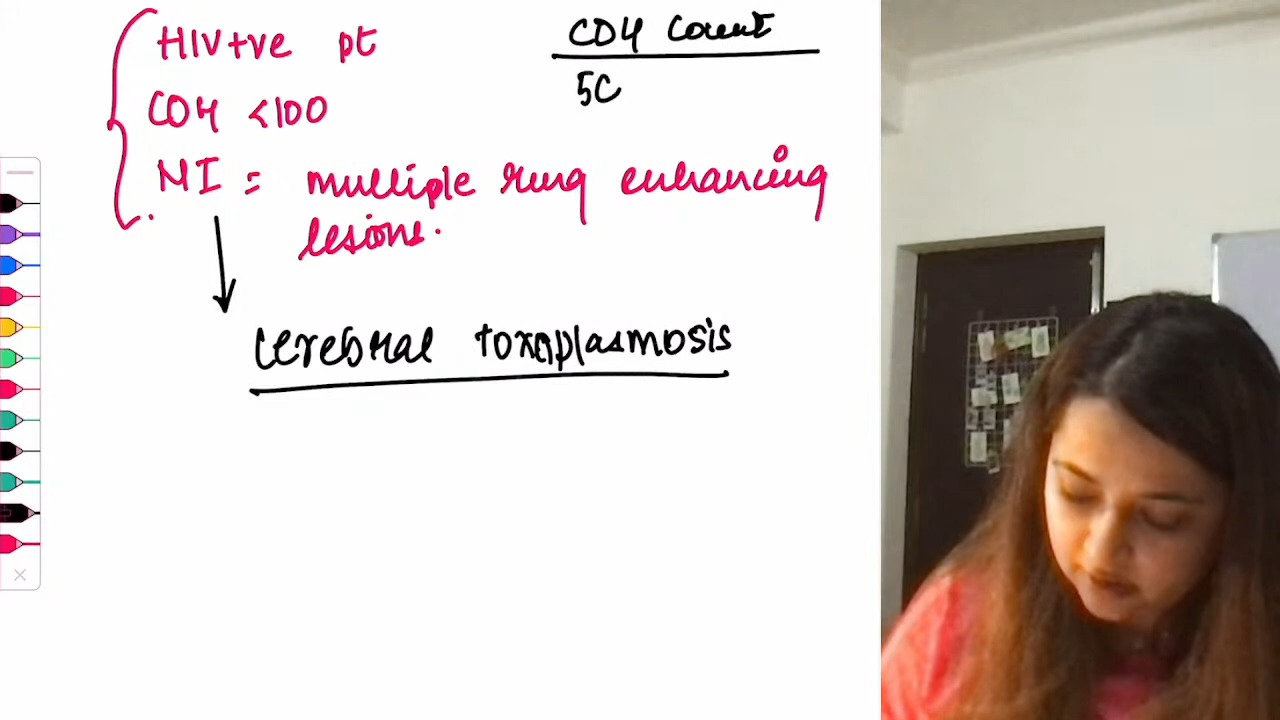 HIV+ve pt
CD4 count
CD4 <100
50
MI = multiple ring enhancing
lesions.
cerebral toxoplasmosis